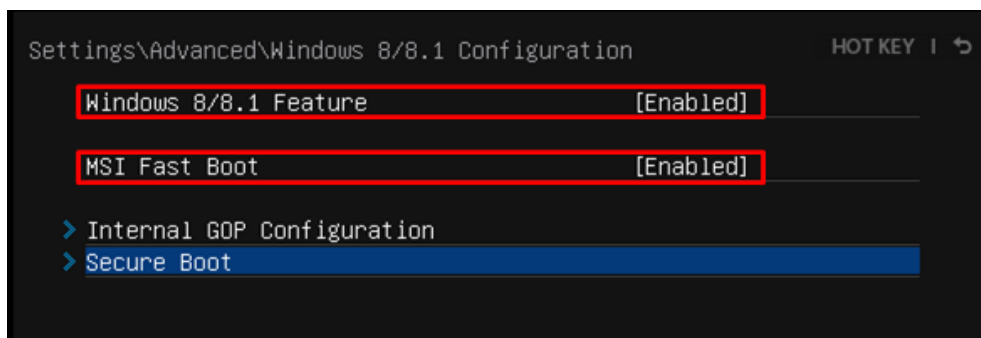 Settings\Advanced\Windows 8/8.1 Configuration HOT KEY |
Windows 8/8.1 Feature [Enabled]
MSI Fast Boot [Enabled]
Internal GOP Configuration
Secure Boot